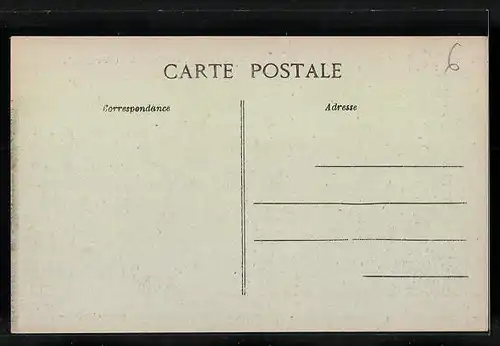 6
CARTE POSTALE
Correspondance
Adresse